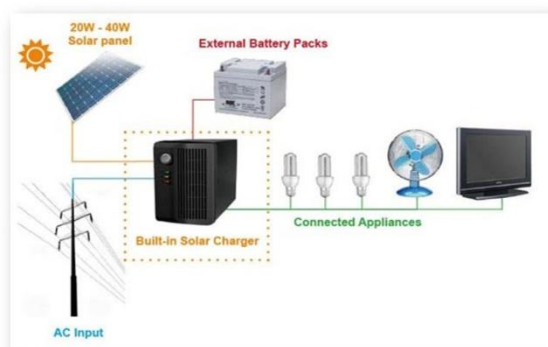 20W - 40W
Solar panel
External Battery Packs
Built-in Solar Charger
Connected Appliances
AC Input